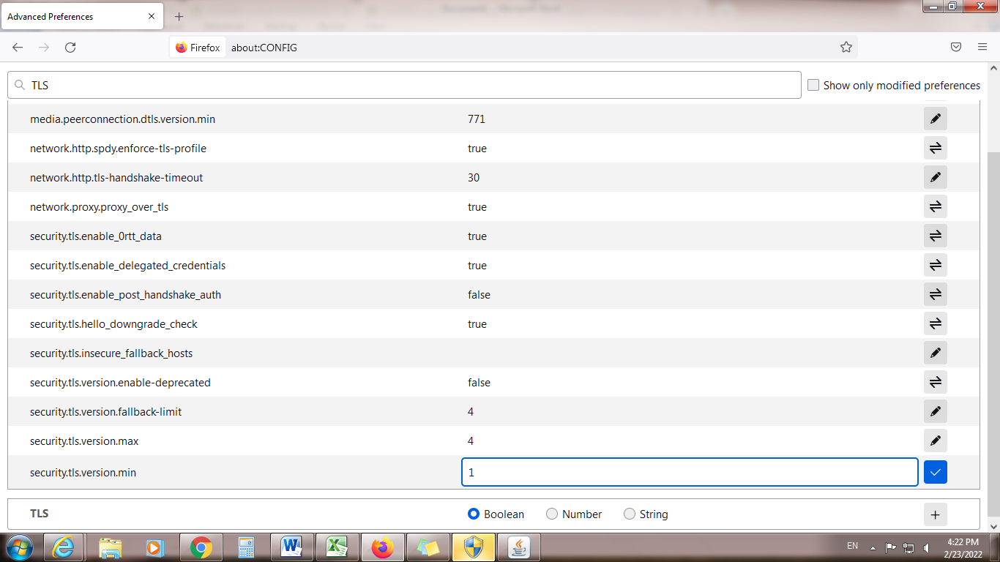 Advanced Preferences
Firefox about:CONFIG
TLS Show only modified preferences
media.peerconnection.dtls.version.min 771
network.http.spdy.enforce-tls-profile true
network.http.tls-handshake-timeout 30
network.proxy.proxy_over_tls true
security.tls.enable_0rtt_data true
security.tls.enable_delegated_credentials true
security.tls.enable_post_handshake_auth false
security.tls.hello_downgrade_check true
security.tls.insecure_fallback_hosts
security.tls.version.enable-deprecated false
security.tls.version.fallback-limit 4
security.tls.version.max 4
security.tls.version.min 1
TLS Boolean Number String
EN 4:22 PM
2/23/2022